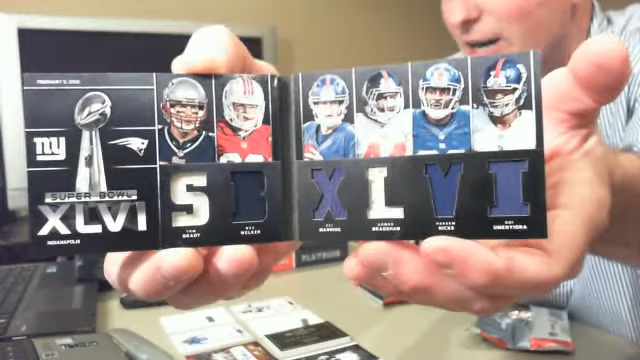 FEBRUARY 5, 2012
ny
SUPER BOWL
XLVI
INDIANAPOLIS
S B X L V I
TOM BRADY
WES WELKER
ELI MANNING
AHMAD BRADSHAW
HAKEEM NICKS
OSI UMENYIORA
PLAYBOOK